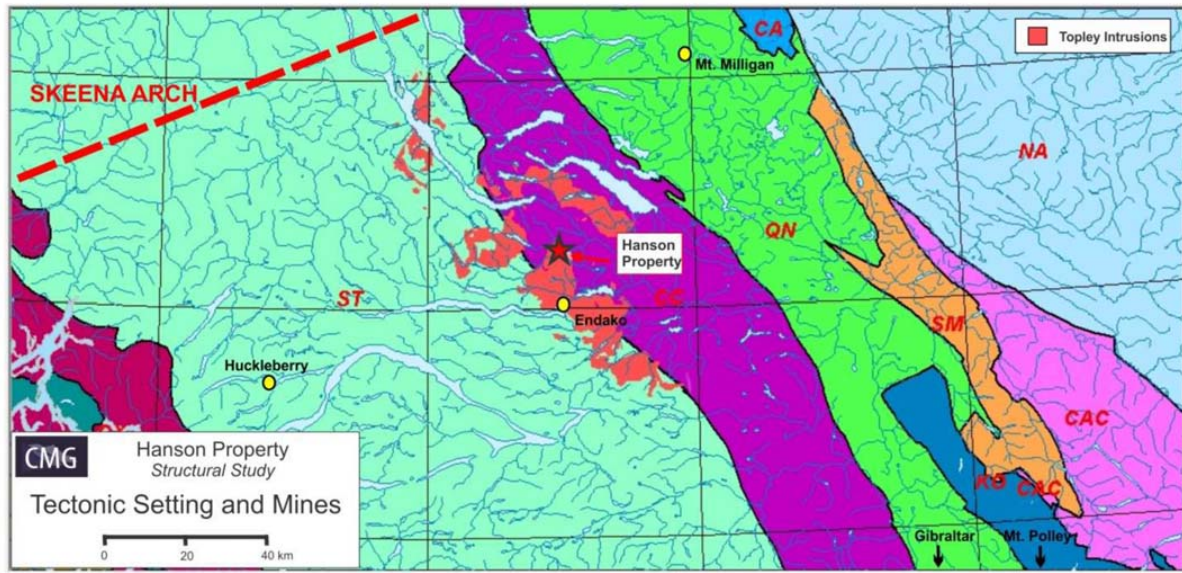 CA
Topley Intrusions
Mt. Milligan
SKEENA ARCH
NA
QN
Hanson
Property
ST
CC
Endako
SM
Huckleberry
CAC
CMG
Hanson Property
Structural Study
Tectonic Setting and Mines
0 20 40 km
KO
CAC
Gibraltar
Mt. Polley